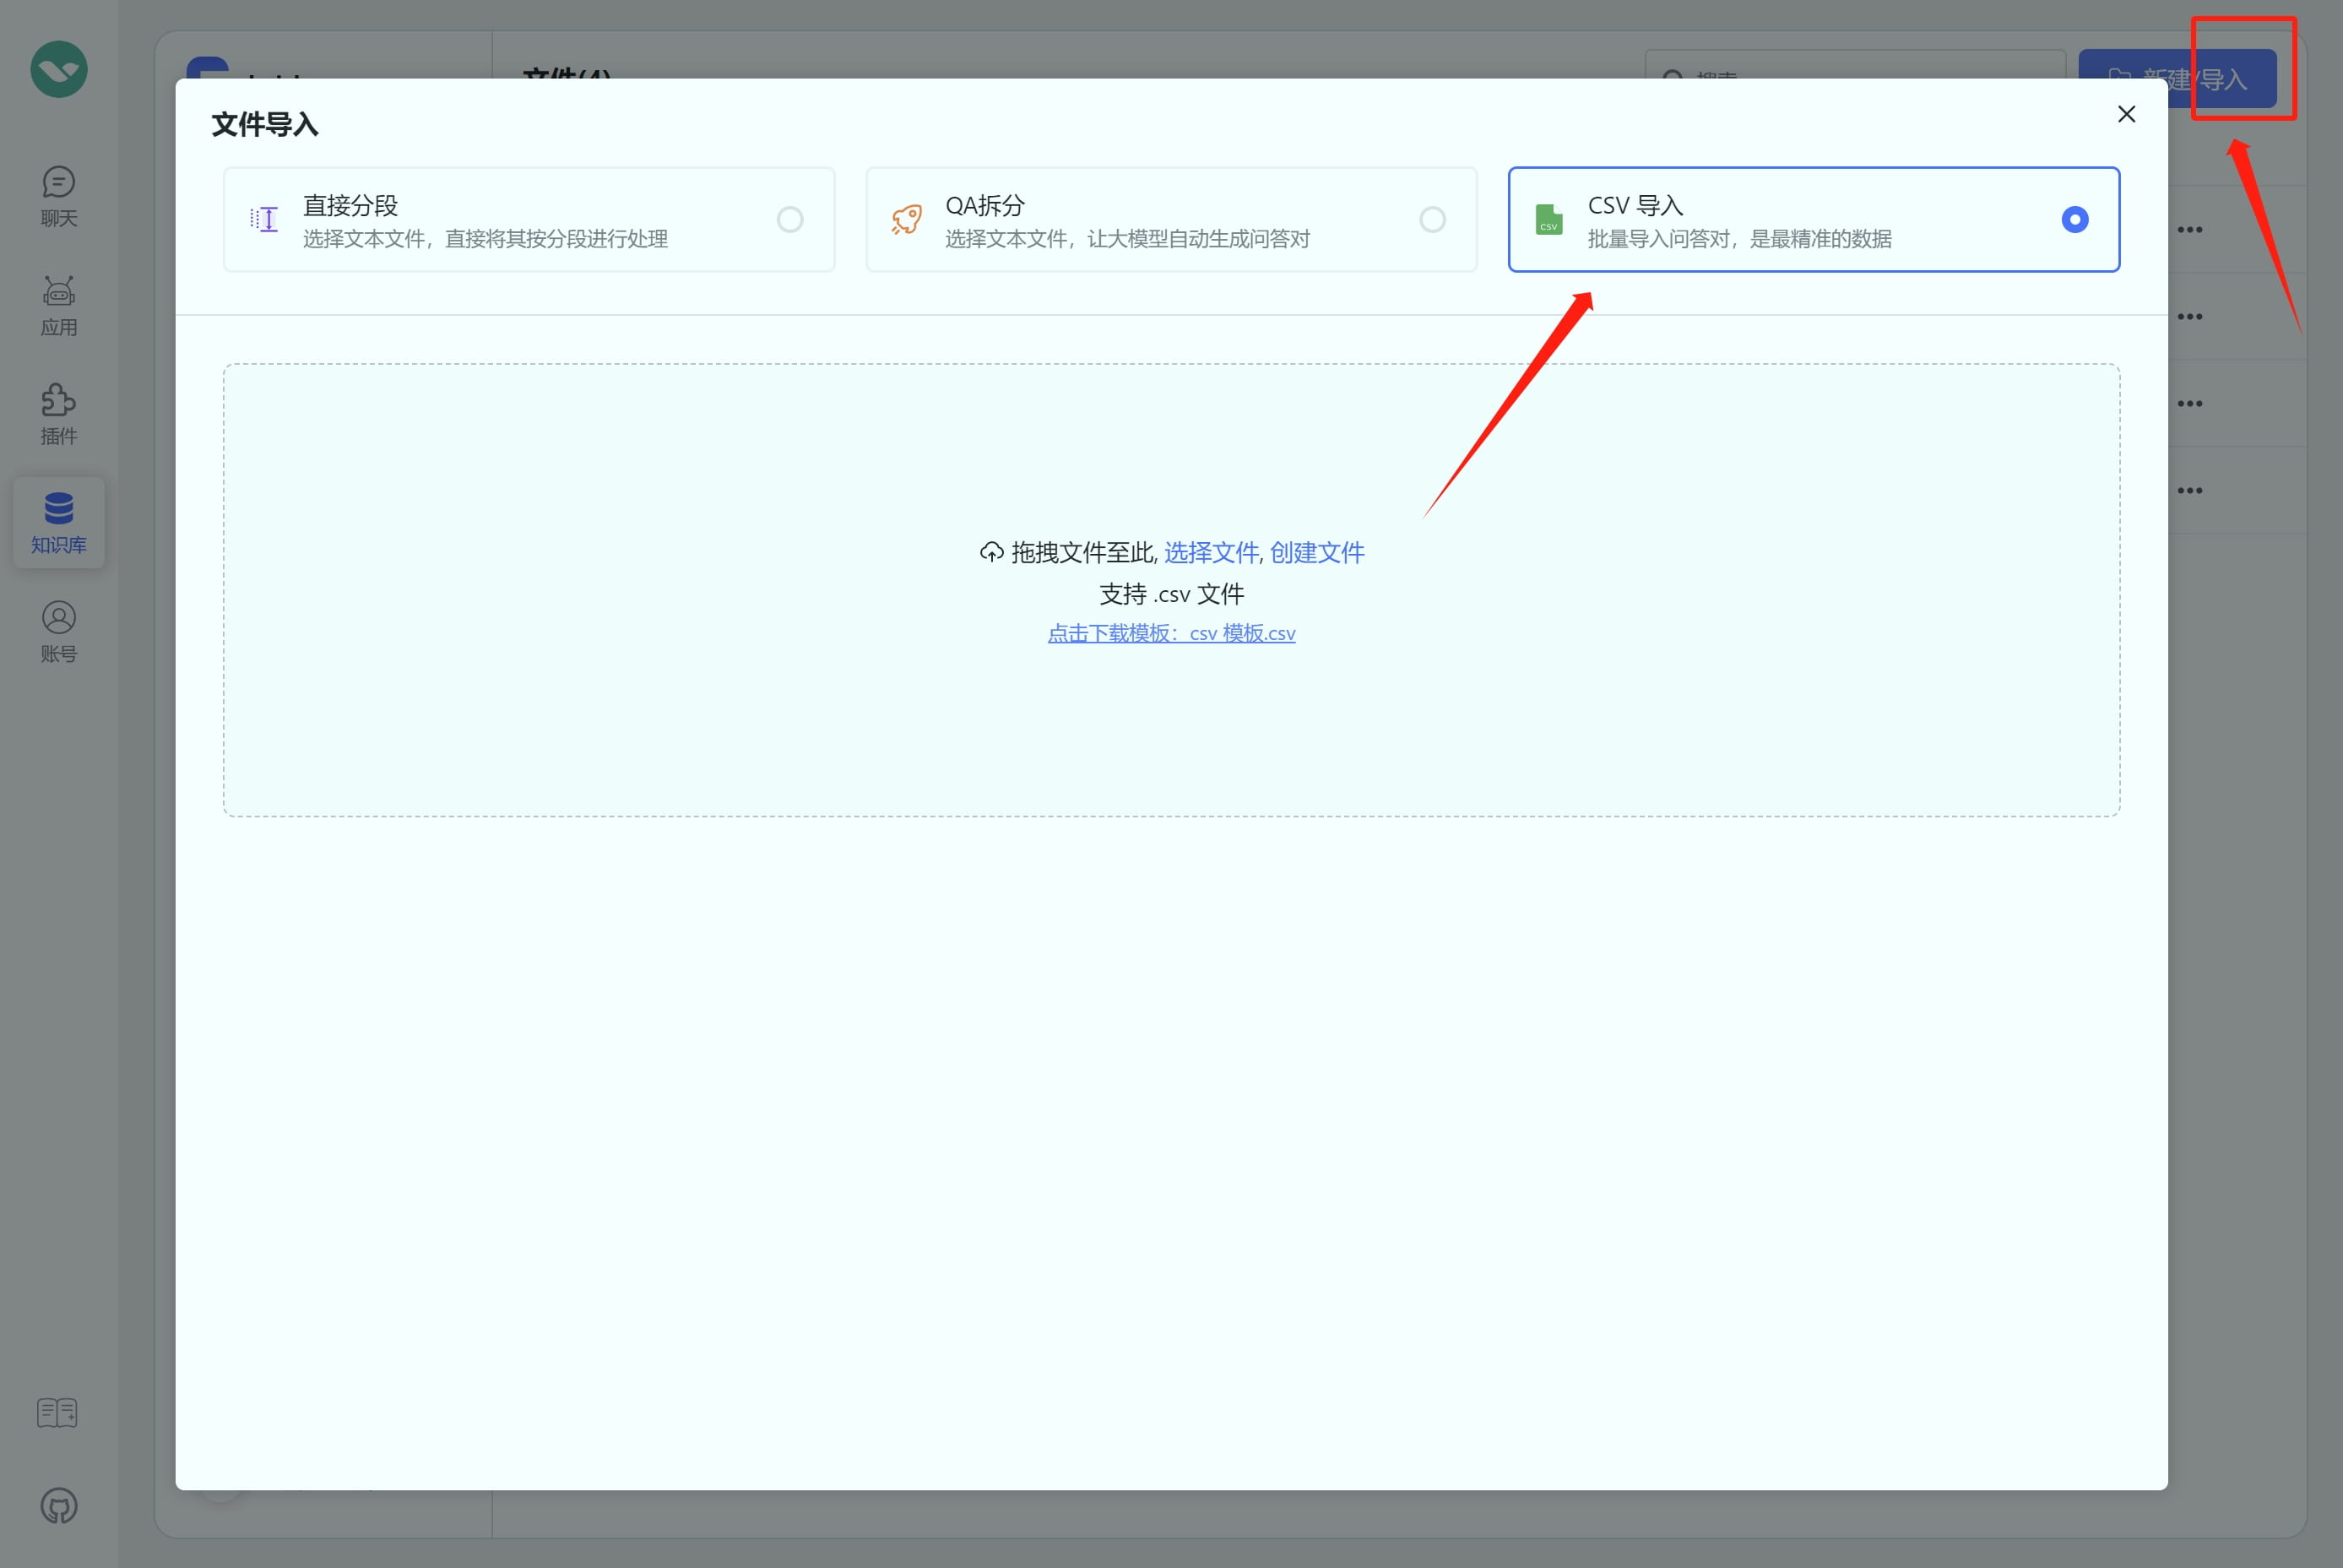 文件(4)
搜索
新建/导入
聊天
应用
插件
知识库
账号
文件导入
直接分段
选择文本文件，直接将其按分段进行处理
QA拆分
选择文本文件，让大模型自动生成问答对
CSV 导入
批量导入问答对，是最精准的数据
CSV
拖拽文件至此, 选择文件, 创建文件
支持 .csv 文件
点击下载模板：csv 模板.csv